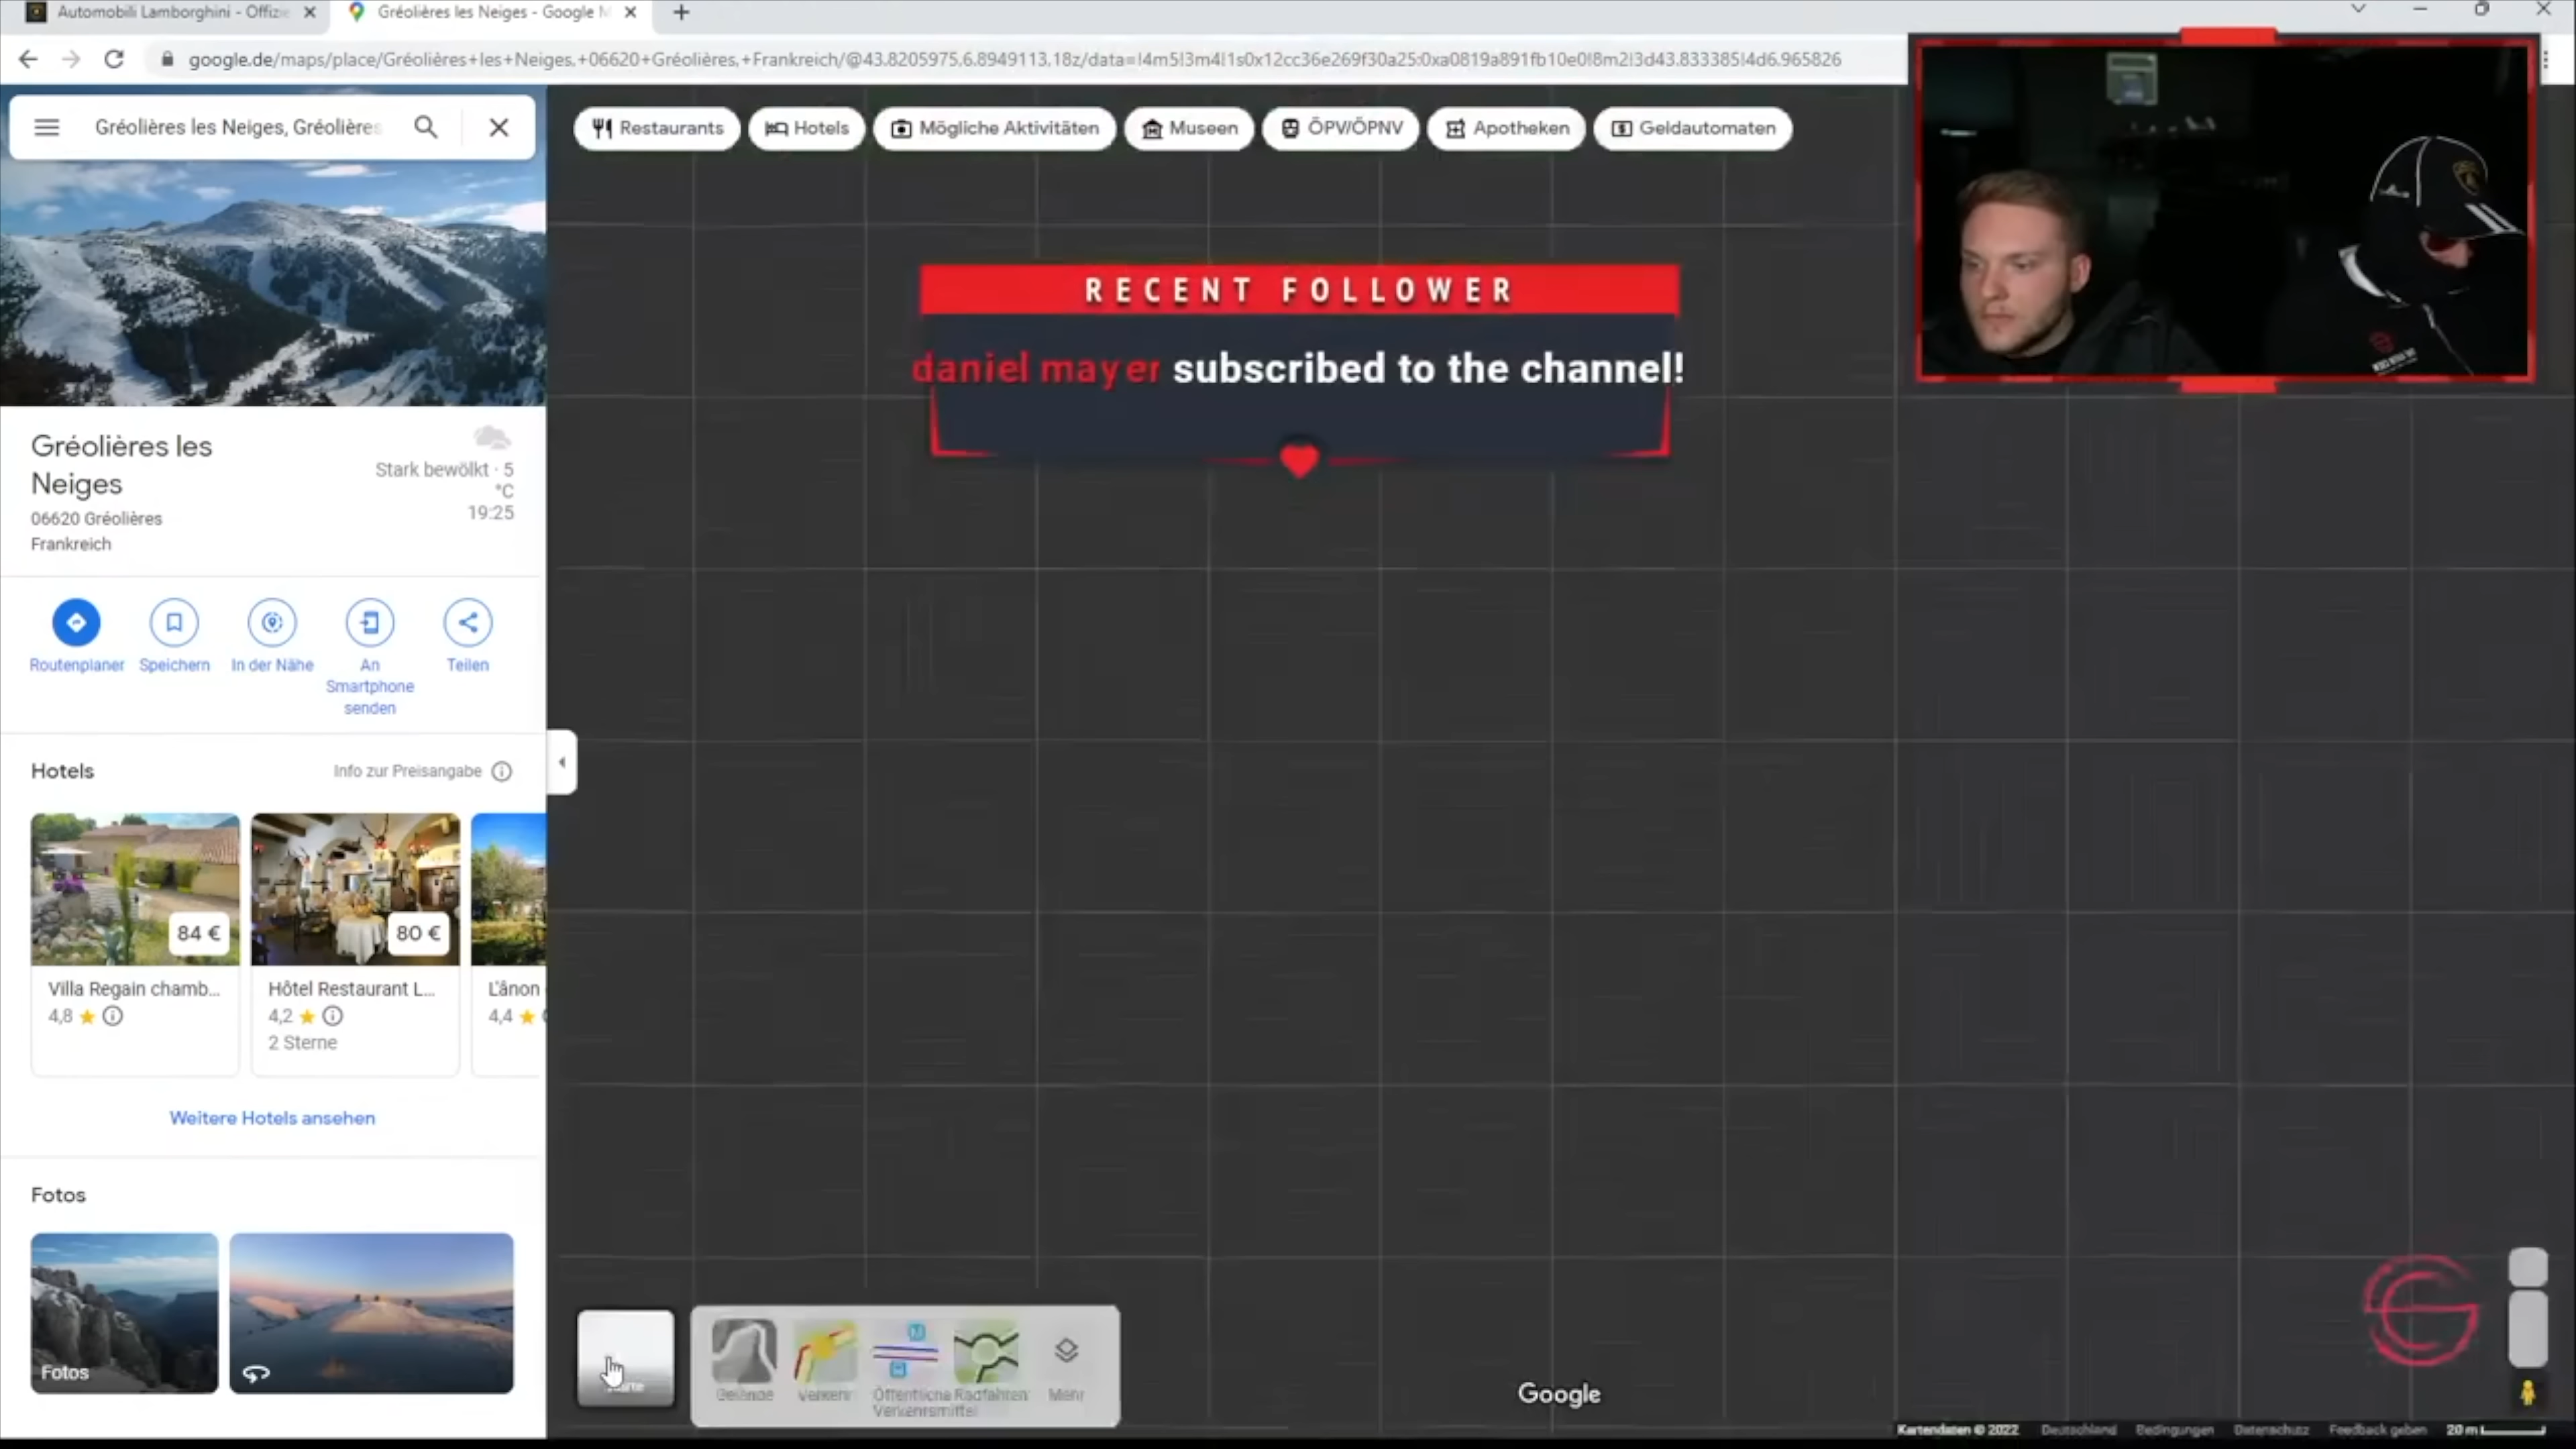 Automobili Lamborghini - Offizie
Gréolières les Neiges - Google M
google.de/maps/place/Gréolières+les+Neiges,+06620+Gréolières,+Frankreich/@43.8205975,6.8949113,18z/data=!4m5!3m4!1s0x12cc36e269f30a25:0xa0819a891fb10e0!8m2!3d43.833385!4d6.965826
Gréolières les Neiges, Gréolières
Restaurants
Hotels
Mögliche Aktivitäten
Museen
ÖPV/ÖPNV
Apotheken
Geldautomaten
RECENT FOLLOWER
daniel mayer subscribed to the channel!
Gréolières les
Neiges
06620 Gréolières
Frankreich
Stark bewölkt · 5
°C
19:25
Routenplaner
Speichern
In der Nähe
An
Smartphone
senden
Teilen
Hotels
Info zur Preisangabe
84 €
80 €
Villa Regain chamb...
4,8
Hôtel Restaurant L...
4,2
2 Sterne
L'ânon
4,4
Weitere Hotels ansehen
Fotos
Fotos
Gelände
Verkehr
Öffentliche
Verkehrsmittel
Radfahren
Mehr
Google
Kartendaten © 2022
Deutschland
Bedingungen
Datenschutz
Feedback geben
20 m